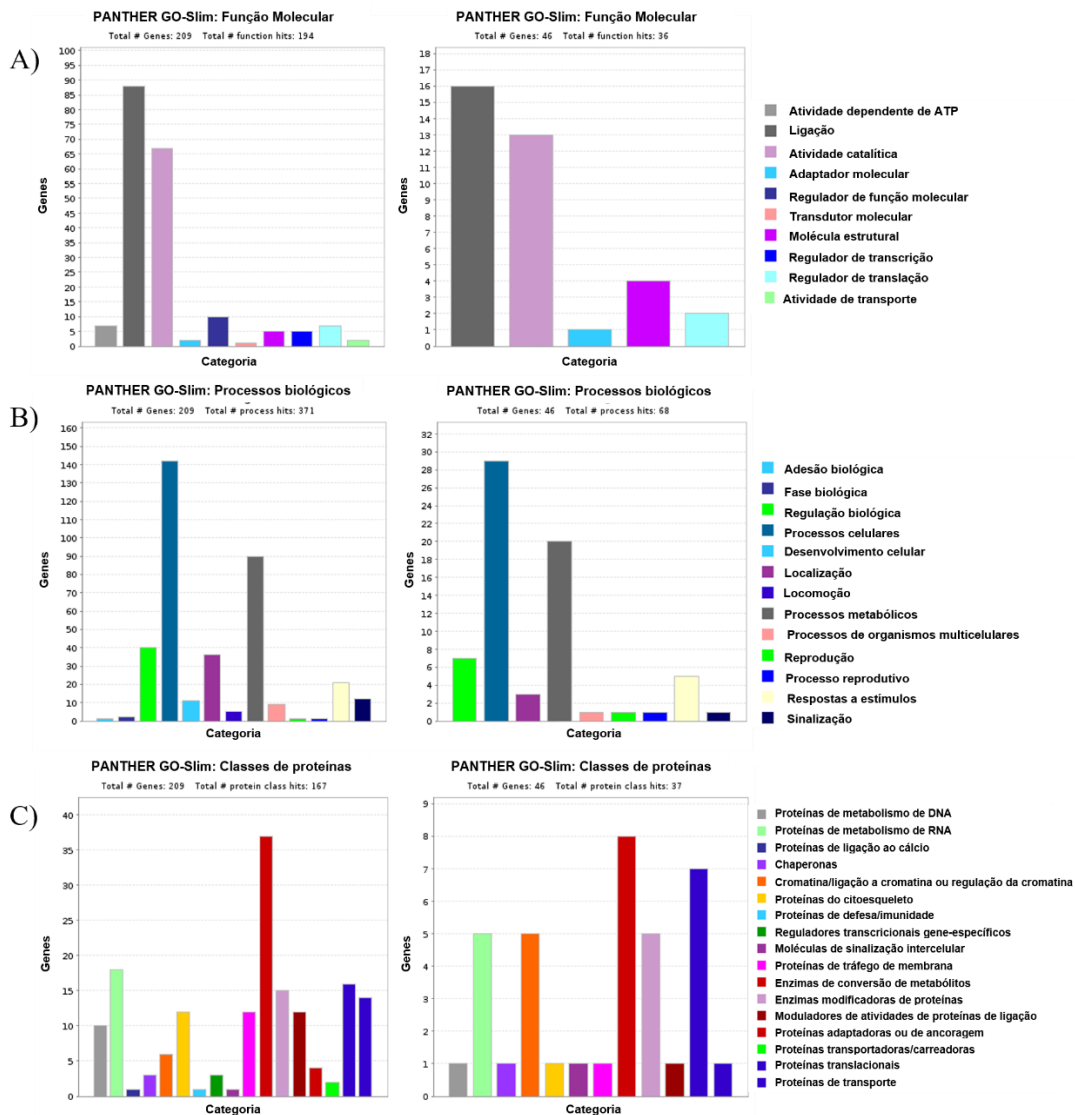 PANTHER GO-Slim: Função Molecular
Total # Genes: 209 Total # function hits: 194
A)
100
95
90
85
80
75
70
65
60
55
50
45
40
35
30
25
20
15
10
5
0
Genes
Categoria
PANTHER GO-Slim: Função Molecular
Total # Genes: 46 Total # function hits: 36
18
17
16
15
14
13
12
11
10
9
8
7
6
5
4
3
2
1
0
Genes
Categoria
Atividade dependente de ATP
Ligação
Atividade catalítica
Adaptador molecular
Regulador de função molecular
Transdutor molecular
Molécula estrutural
Regulador de transcrição
Regulador de translação
Atividade de transporte
PANTHER GO-Slim: Processos biológicos
Total # Genes: 209 Total # process hits: 371
B)
160
150
140
130
120
110
100
90
80
70
60
50
40
30
20
10
0
Genes
Categoria
PANTHER GO-Slim: Processos biológicos
Total # Genes: 46 Total # process hits: 68
32
30
28
26
24
22
20
18
16
14
12
10
8
6
4
2
0
Genes
Categoria
Adesão biológica
Fase biológica
Regulação biológica
Processos celulares
Desenvolvimento celular
Localização
Locomoção
Processos metabólicos
Processos de organismos multicelulares
Reprodução
Processo reprodutivo
Respostas a estimulos
Sinalização
PANTHER GO-Slim: Classes de proteínas
Total # Genes: 209 Total # protein class hits: 167
C)
40
35
30
25
20
15
10
5
0
Genes
Categoria
PANTHER GO-Slim: Classes de proteínas
Total # Genes: 46 Total # protein class hits: 37
9
8
7
6
5
4
3
2
1
0
Genes
Categoria
Proteínas de metabolismo de DNA
Proteínas de metabolismo de RNA
Proteínas de ligação ao cálcio
Chaperonas
Cromatina/ligação a cromatina ou regulação da cromatina
Proteínas do citoesqueleto
Proteínas de defesa/imunidade
Reguladores transcricionais gene-específicos
Moléculas de sinalização intercelular
Proteínas de tráfego de membrana
Enzimas de conversão de metabólitos
Enzimas modificadoras de proteínas
Moduladores de atividades de proteínas de ligação
Proteínas adaptadoras ou de ancoragem
Proteínas transportadoras/carreadoras
Proteínas translacionais
Proteínas de transporte